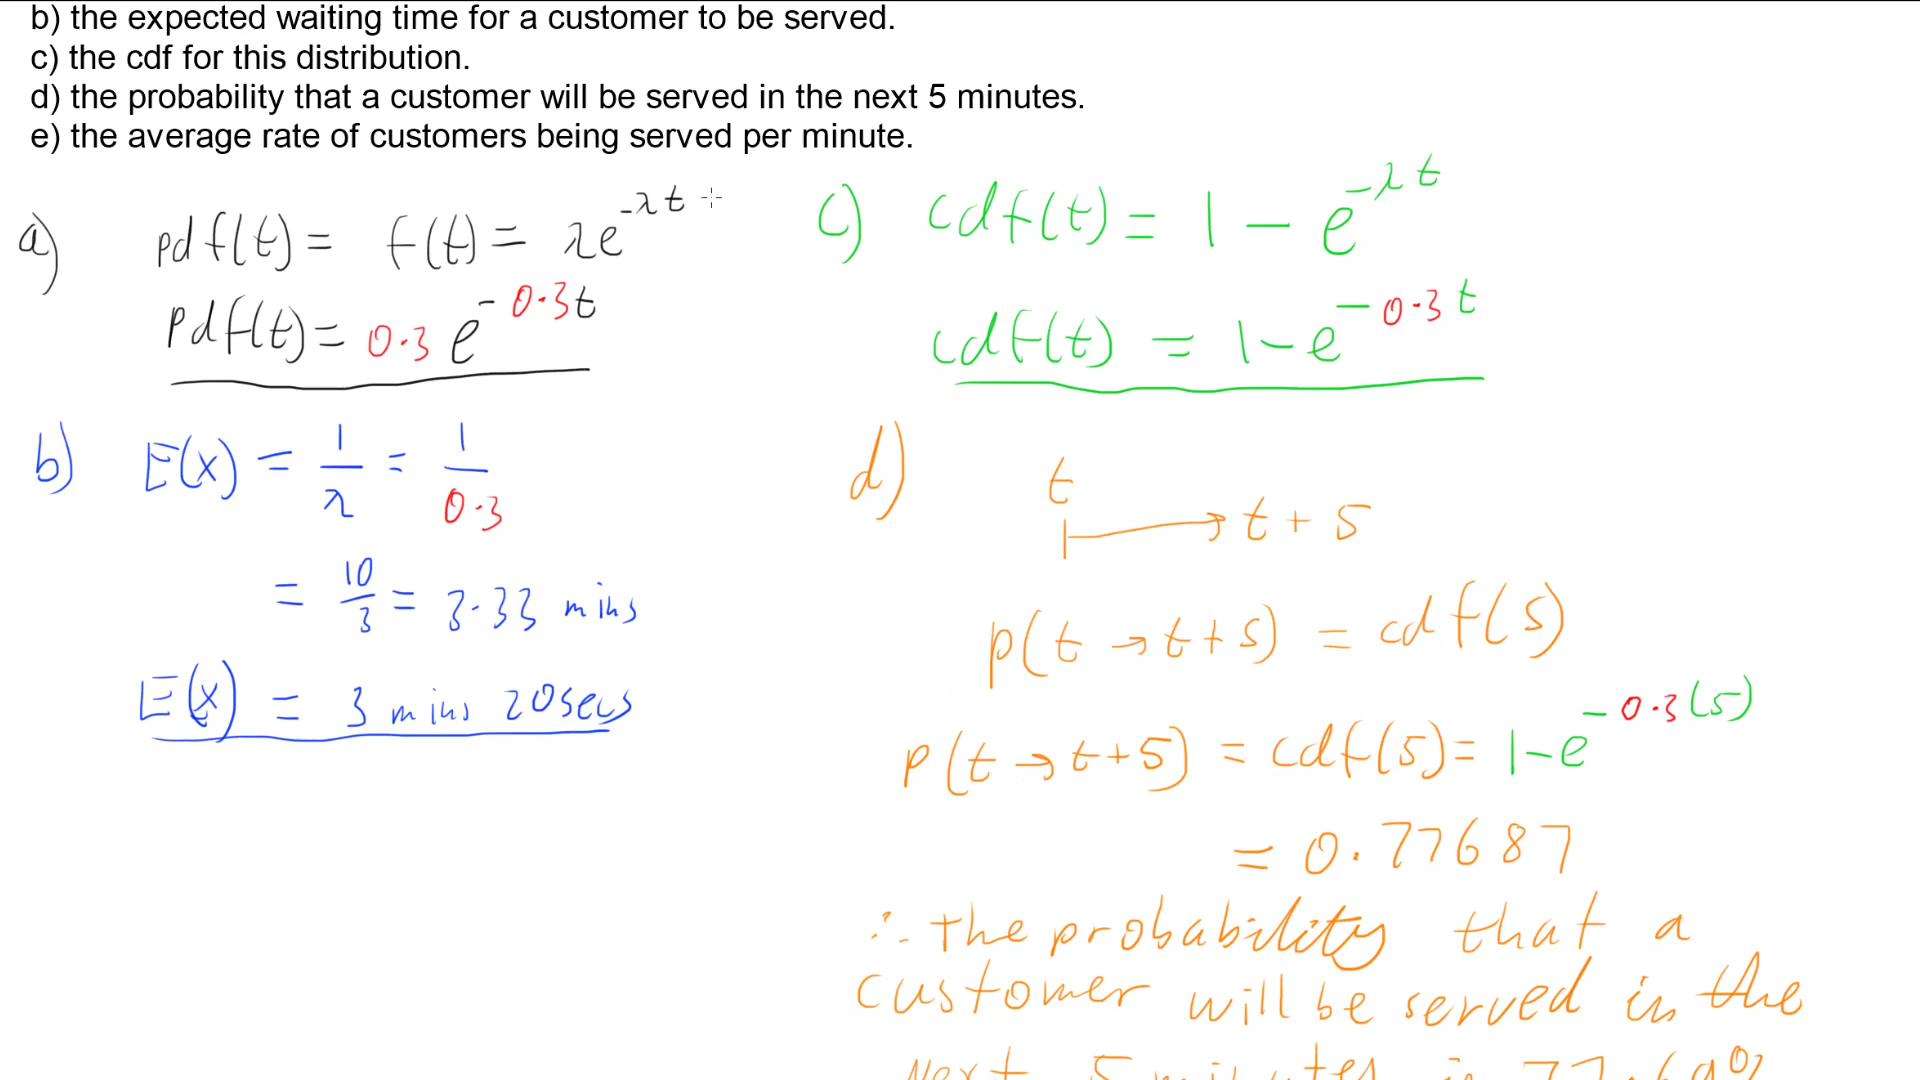 b) the expected waiting time for a customer to be served.
c) the cdf for this distribution.
d) the probability that a customer will be served in the next 5 minutes.
e) the average rate of customers being served per minute.
a) pdf(t) = f(t) = λe^-λt
pdf(t) = 0.3 e^-0.3t
b) E(x) = 1/λ = 1/0.3
= 10/3 = 3.33 mins
E(x) = 3 mins 20secs
c) cdf(t) = 1 - e^-λt
cdf(t) = 1-e^-0.3t
d) t → t + 5
p(t → t+5) = cdf(5)
P(t → t+5) = cdf(5) = 1-e^-0.3(5)
= 0.77687
∴ the probability that a
customer will be served in the
next 5 minutes is